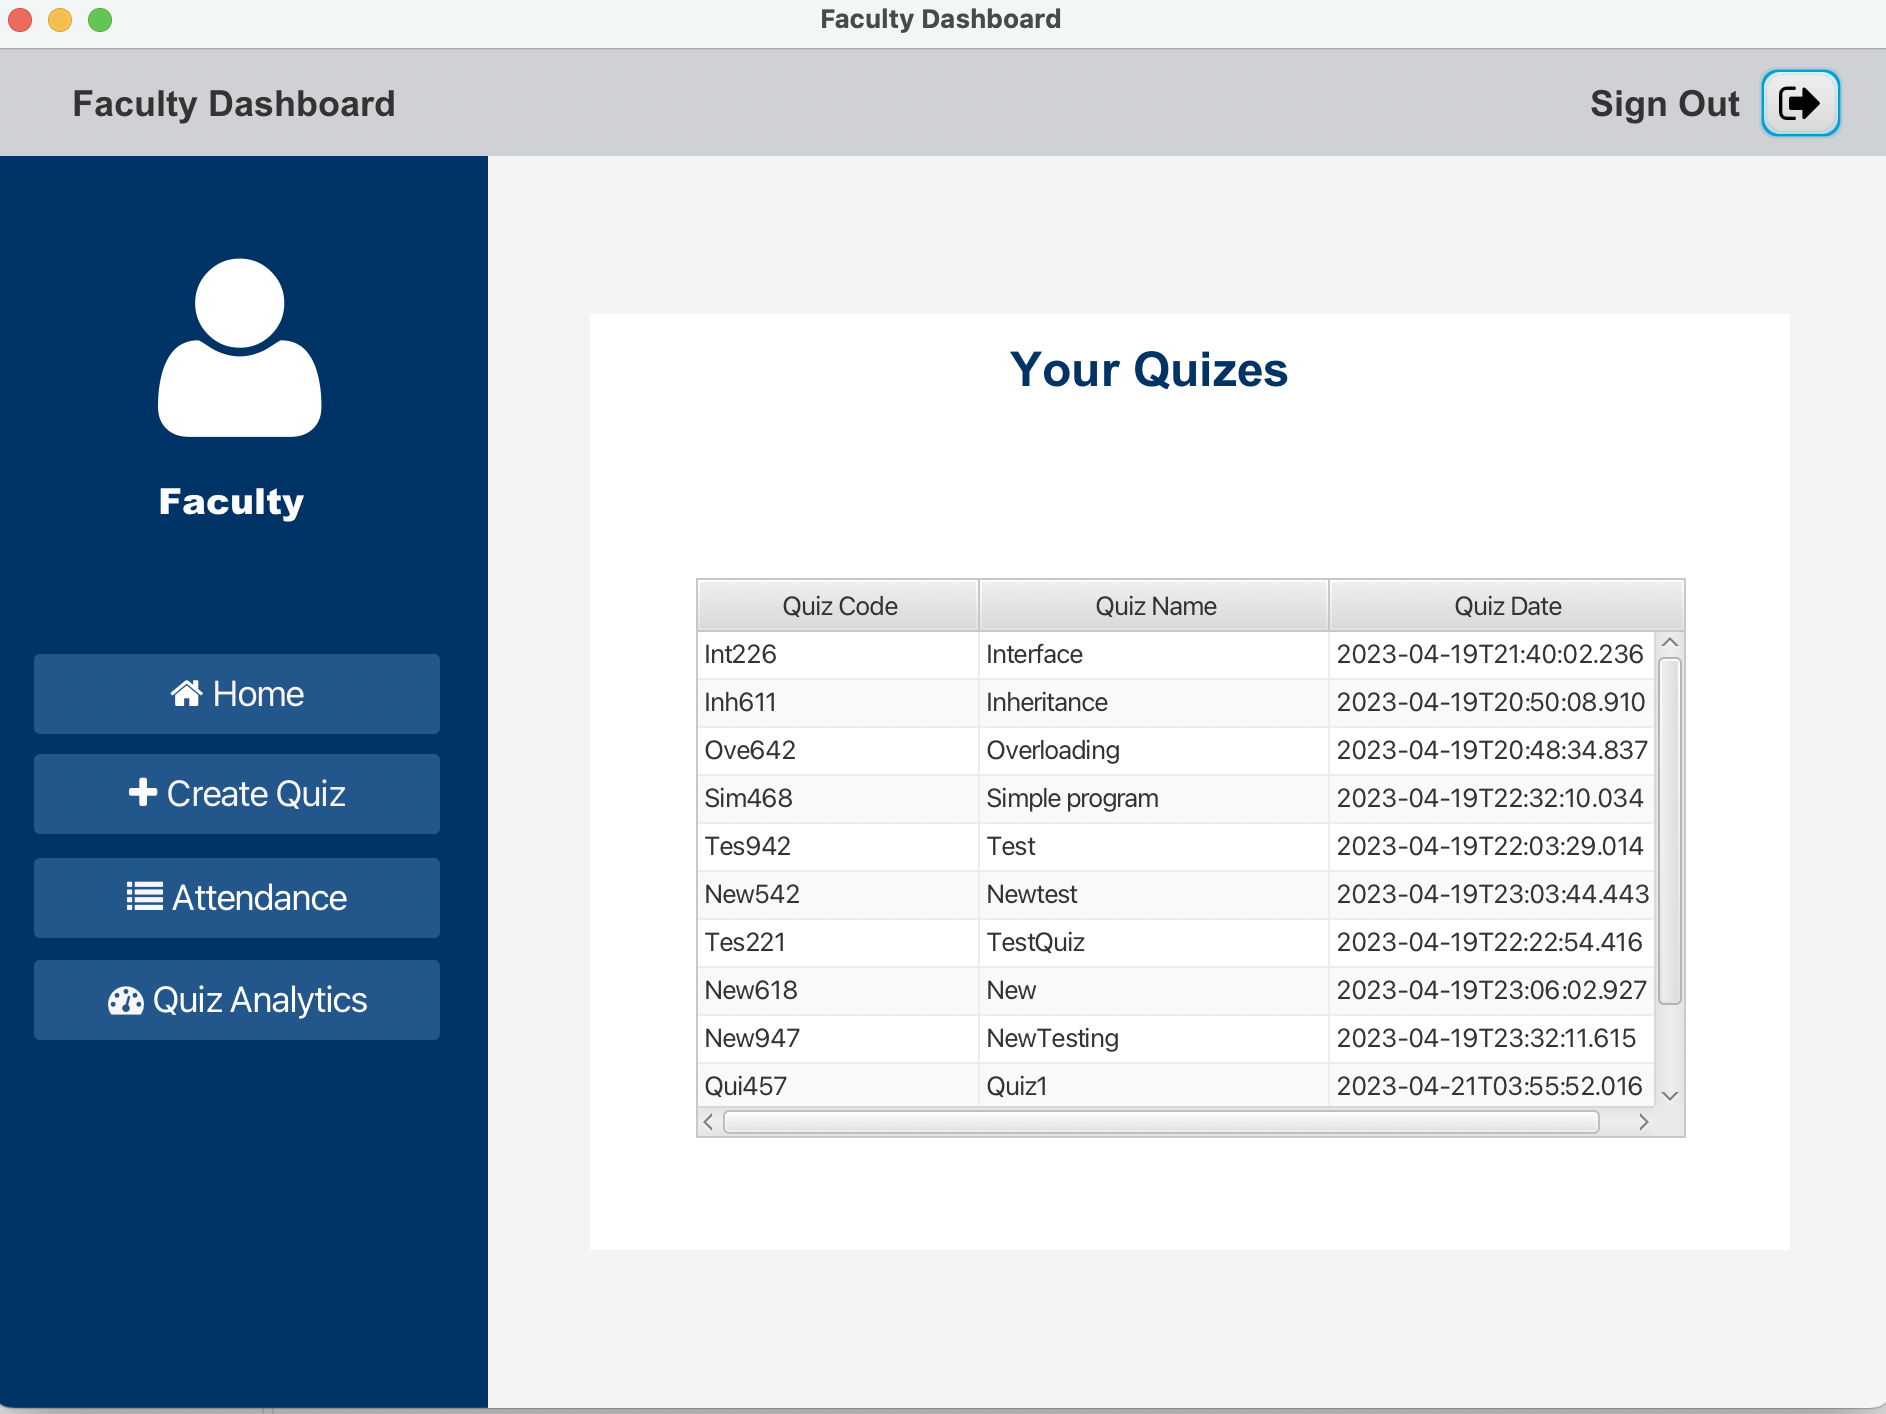 Faculty Dashboard
Faculty Dashboard
Sign Out
Faculty
Home
Create Quiz
Attendance
Quiz Analytics
Your Quizes
Quiz Code Quiz Name Quiz Date
Int226 Interface 2023-04-19T21:40:02.236
Inh611 Inheritance 2023-04-19T20:50:08.910
Ove642 Overloading 2023-04-19T20:48:34.837
Sim468 Simple program 2023-04-19T22:32:10.034
Tes942 Test 2023-04-19T22:03:29.014
New542 Newtest 2023-04-19T23:03:44.443
Tes221 TestQuiz 2023-04-19T22:22:54.416
New618 New 2023-04-19T23:06:02.927
New947 NewTesting 2023-04-19T23:32:11.615
Qui457 Quiz1 2023-04-21T03:55:52.016